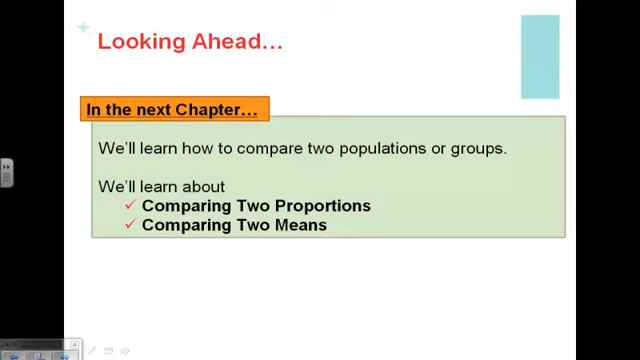 Looking Ahead…
In the next Chapter…
We'll learn how to compare two populations or groups.
We'll learn about
Comparing Two Proportions
Comparing Two Means